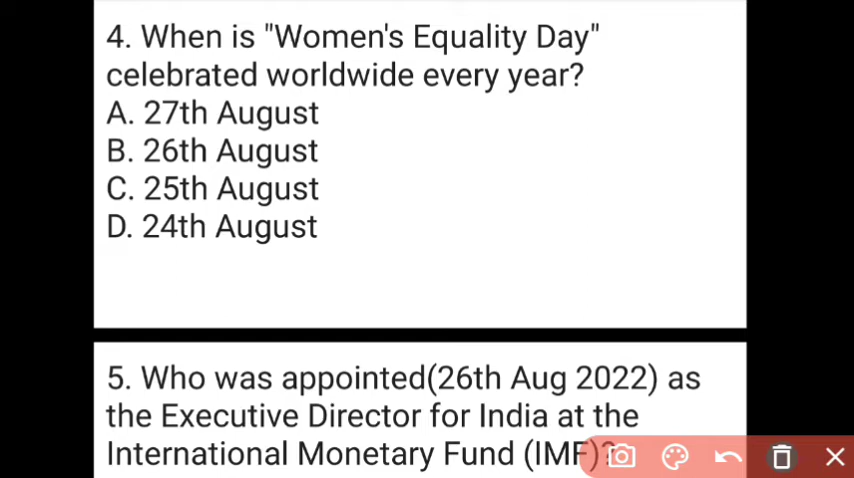 4. When is "Women's Equality Day"
celebrated worldwide every year?
A. 27th August
B. 26th August
C. 25th August
D. 24th August
5. Who was appointed(26th Aug 2022) as
the Executive Director for India at the
International Monetary Fund (IMF)?